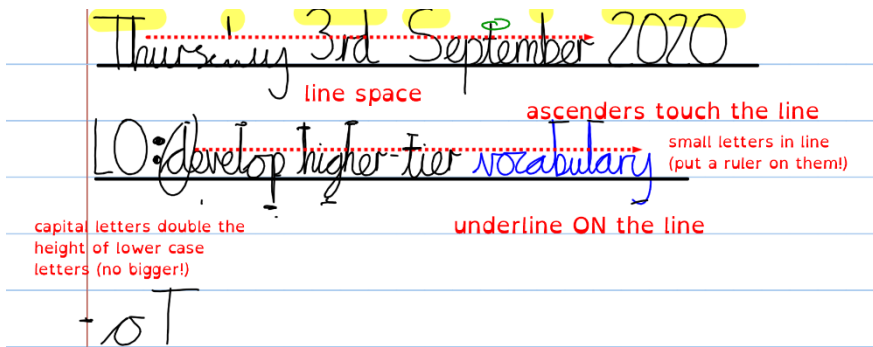 Thursday 3rd September 2020
line space
ascenders touch the line
LO: develop higher-tier vocabulary
small letters in line
(put a ruler on them!)
capital letters double the
height of lower case
letters (no bigger!)
underline ON the line
- o T